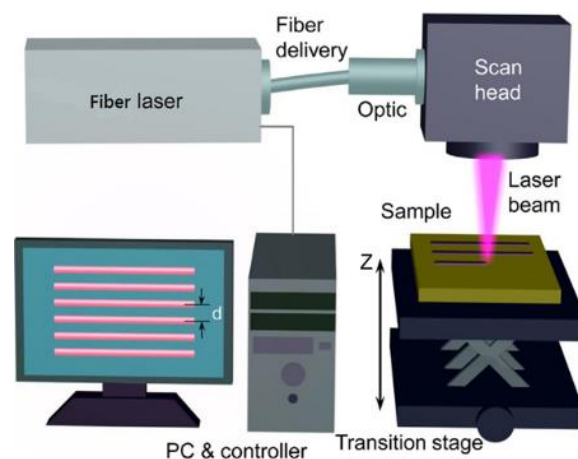 Fiber
delivery
Fiber laser
Scan
head
Optic
Laser
beam
Sample
Z
d
Transition stage
PC & controller